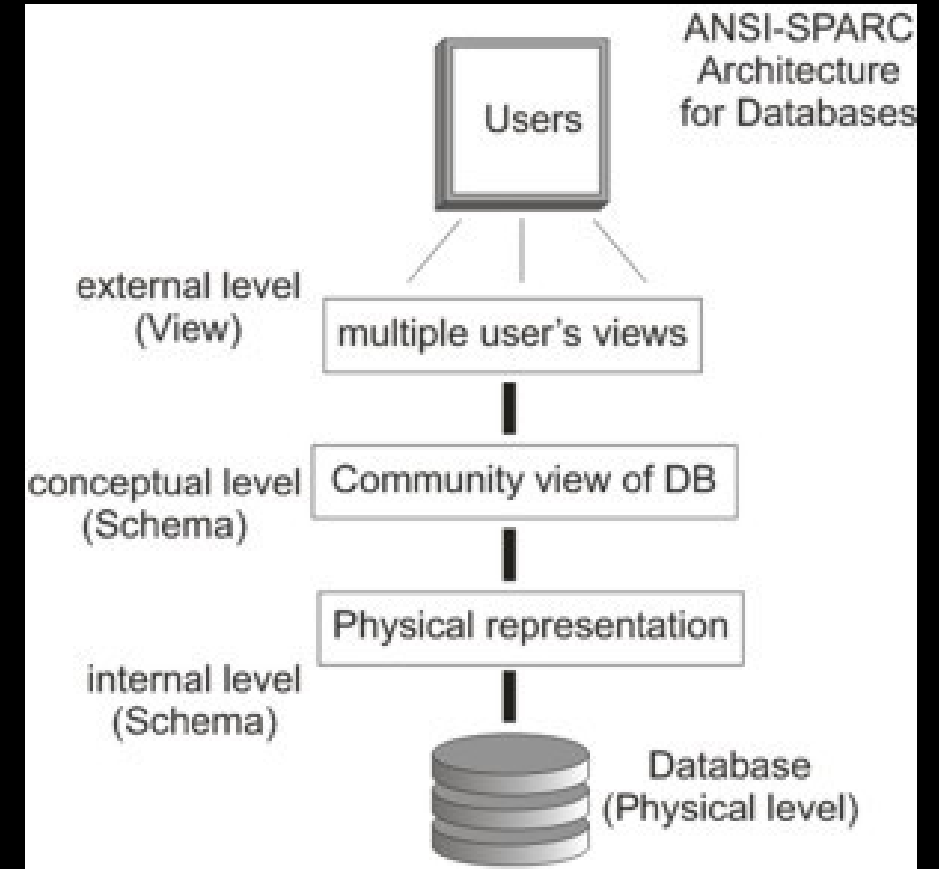 ANSI-SPARC
Architecture
for Databases
Users
external level
(View)
multiple user's views
conceptual level
(Schema)
Community view of DB
Physical representation
internal level
(Schema)
Database
(Physical level)